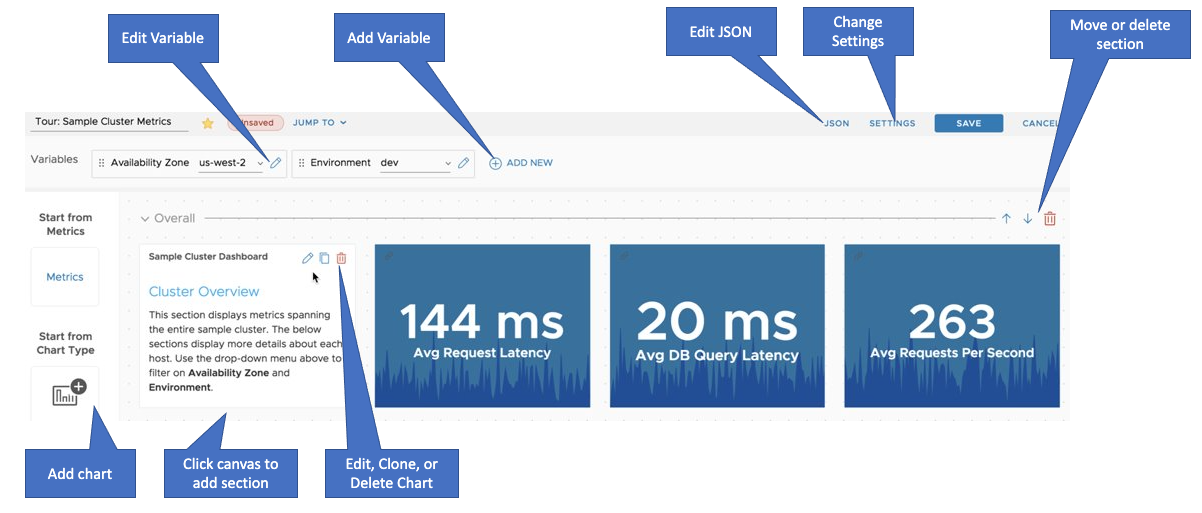 Edit Variable
Add Variable
Edit JSON
Change
Settings
Move or delete
section
Tour: Sample Cluster Metrics
Unsaved
JUMP TO
JSON
SETTINGS
SAVE
CANCEL
Variables
Availability Zone
us-west-2
Environment
dev
ADD NEW
Start from
Metrics
Metrics
Start from
Chart Type
Overall
Sample Cluster Dashboard
Cluster Overview
This section displays metrics spanning
the entire sample cluster. The below
sections display more details about each
host. Use the drop-down menu above to
filter on Availability Zone and
Environment.
144 ms
Avg Request Latency
20 ms
Avg DB Query Latency
263
Avg Requests Per Second
Add chart
Click canvas to
add section
Edit, Clone, or
Delete Chart